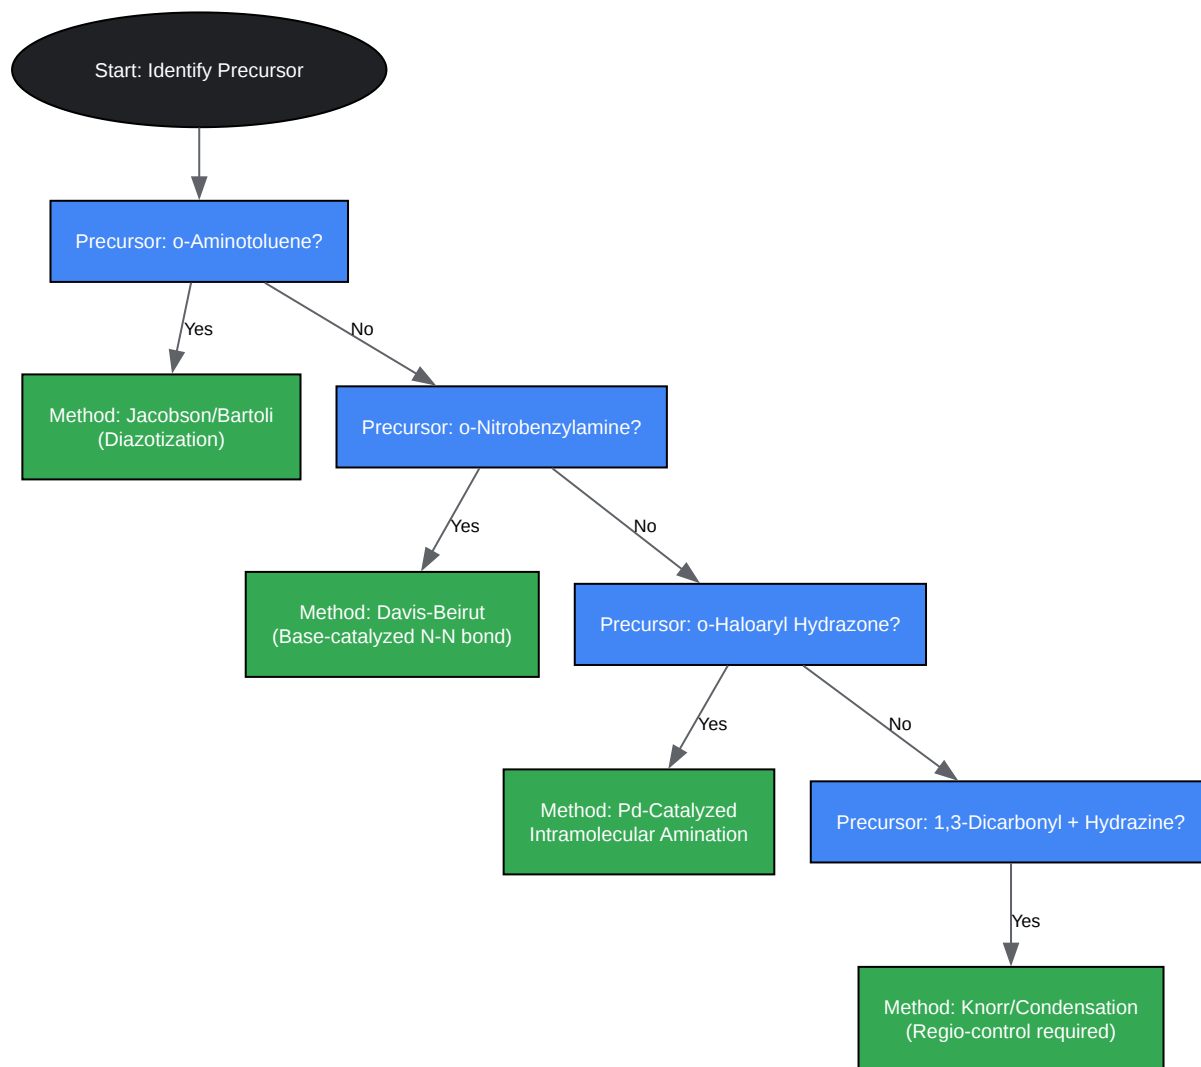 Start: Identify Precursor
Precursor: o-Aminotoluene?
Yes
No
Method: Jacobson/Bartoli
(Diazotization)
Precursor: o-Nitrobenzylamine?
Yes
No
Method: Davis-Beirut
(Base-catalyzed N-N bond)
Precursor: o-Haloaryl Hydrazone?
Yes
No
Method: Pd-Catalyzed
Intramolecular Amination
Precursor: 1,3-Dicarbonyl + Hydrazine?
Yes
Method: Knorr/Condensation
(Regio-control required)